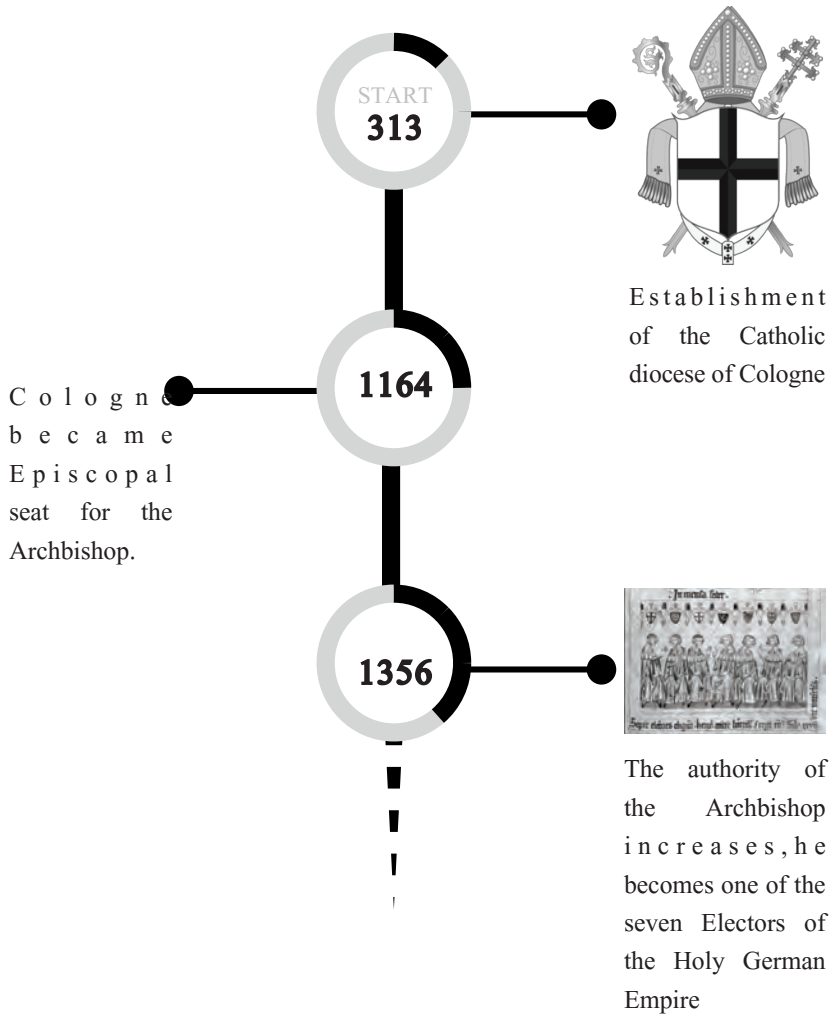 START
313
Establishment
of the Catholic
diocese of Cologne
1164
Cologne
became
Episcopal
seat for the
Archbishop.
1356
The authority of
the Archbishop
increases, he
becomes one of the
seven Electors of
the Holy German
Empire